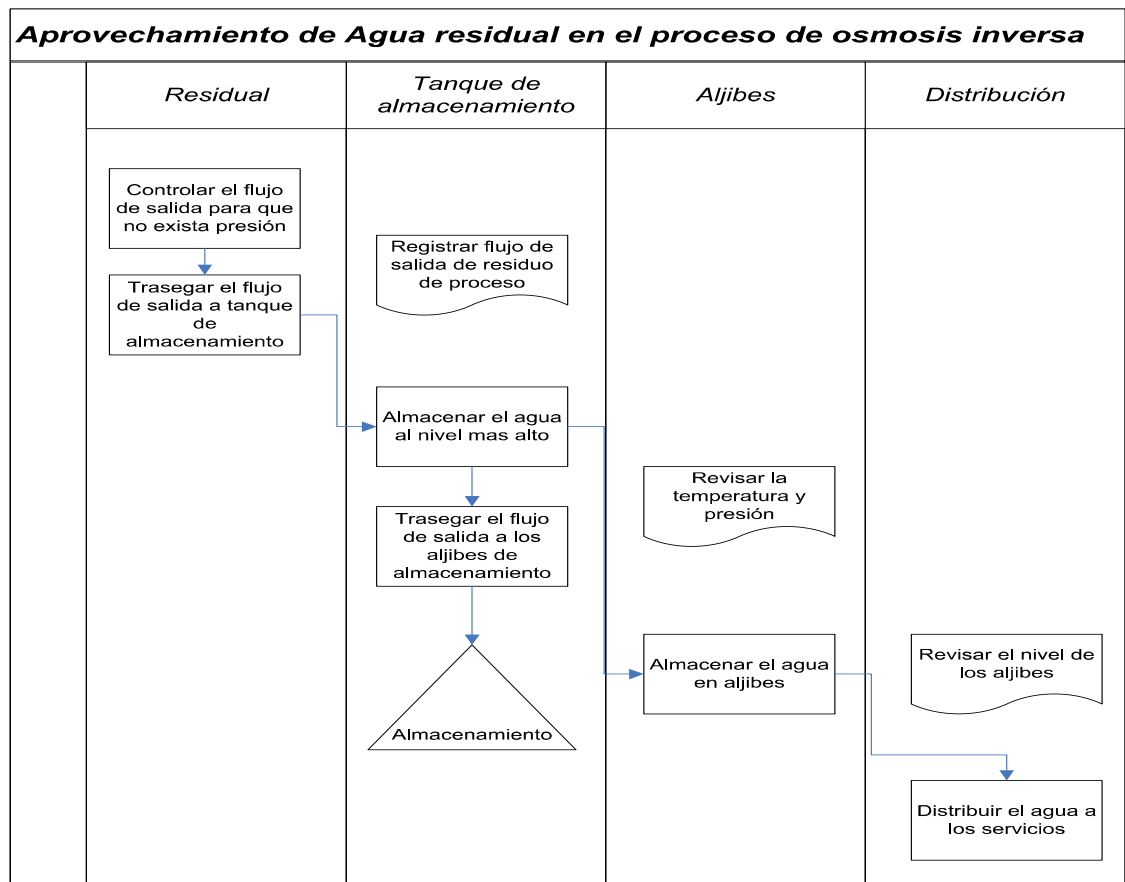 Aprovechamiento de Agua residual en el proceso de osmosis inversa
Residual
Tanque de
almacenamiento
Aljibes
Distribución
Controlar el flujo
de salida para que
no exista presión
Trasegar el flujo
de salida a tanque
de
almacenamiento
Registrar flujo de
salida de residuo
de proceso
Almacenar el agua
al nivel mas alto
Trasegar el flujo
de salida a los
aljibes de
almacenamiento
Almacenamiento
Revisar la
temperatura y
presión
Almacenar el agua
en aljibes
Revisar el nivel de
los aljibes
Distribuir el agua a
los servicios